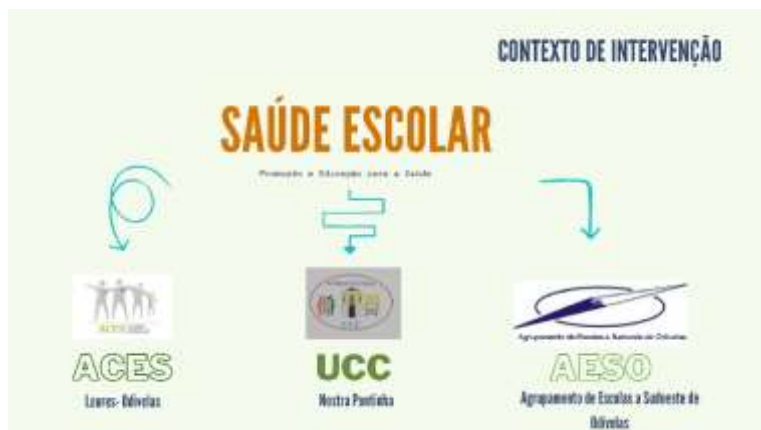 CONTEXTO DE INTERVENÇÃO
SAÚDE ESCOLAR
Promoção e Educação para a Saúde
ACES
UCC
AESO
Loures- Odivelas
Nostra Pontinha
Agrupamento de Escolas a Sudoeste de
Odivelas